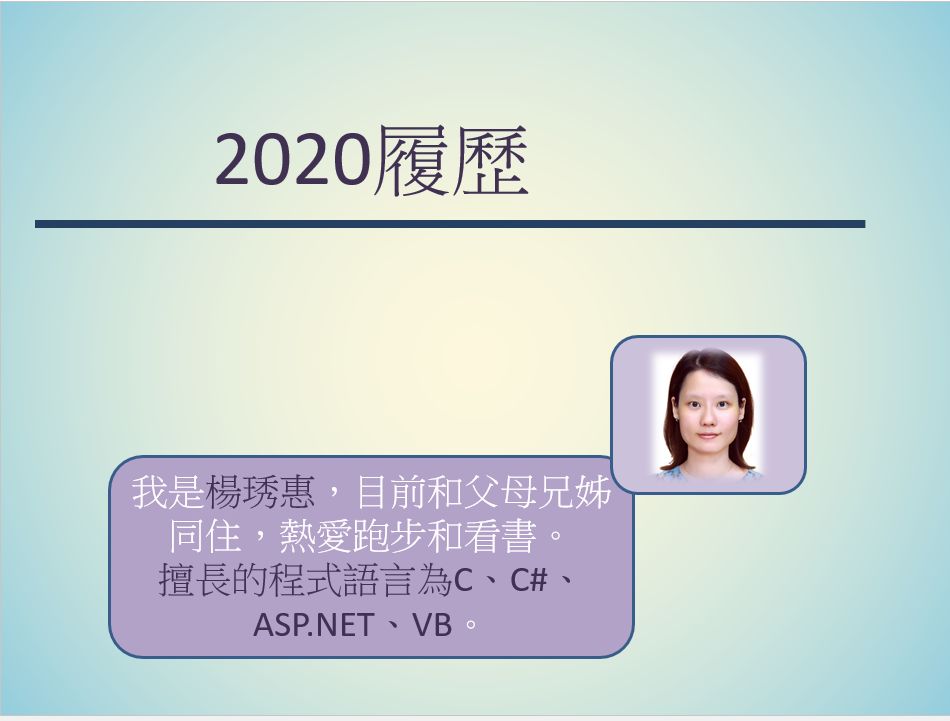 2020履歷
我是楊琇惠，目前和父母兄姊
同住，熱愛跑步和看書。
擅長的程式語言為C、C#、
ASP.NET、VB。